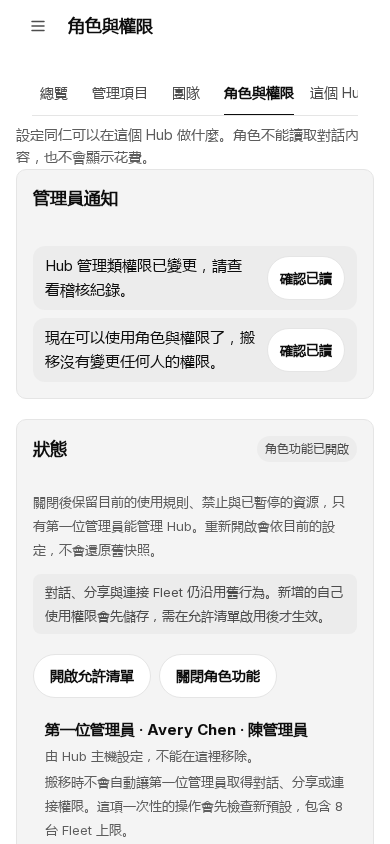 角色與權限
總覽 管理項目 團隊 角色與權限 這個 Hu
設定同仁可以在這個 Hub 做什麼。角色不能讀取對話內
容，也不會顯示花費。
管理員通知
Hub 管理類權限已變更，請查
看稽核紀錄。
確認已讀
現在可以使用角色與權限了，搬
移沒有變更任何人的權限。
確認已讀
狀態
角色功能已開啟
關閉後保留目前的使用規則、禁止與已暫停的資源，只
有第一位管理員能管理 Hub。重新開啟會依目前的設
定，不會還原舊快照。
對話、分享與連接 Fleet 仍沿用舊行為。新增的自己
使用權限會先儲存，需在允許清單啟用後才生效。
開啟允許清單 關閉角色功能
第一位管理員 · Avery Chen · 陳管理員
由 Hub 主機設定，不能在這裡移除。
搬移時不會自動讓第一位管理員取得對話、分享或連
接權限。這項一次性的操作會先檢查新預設，包含 8
台 Fleet 上限。